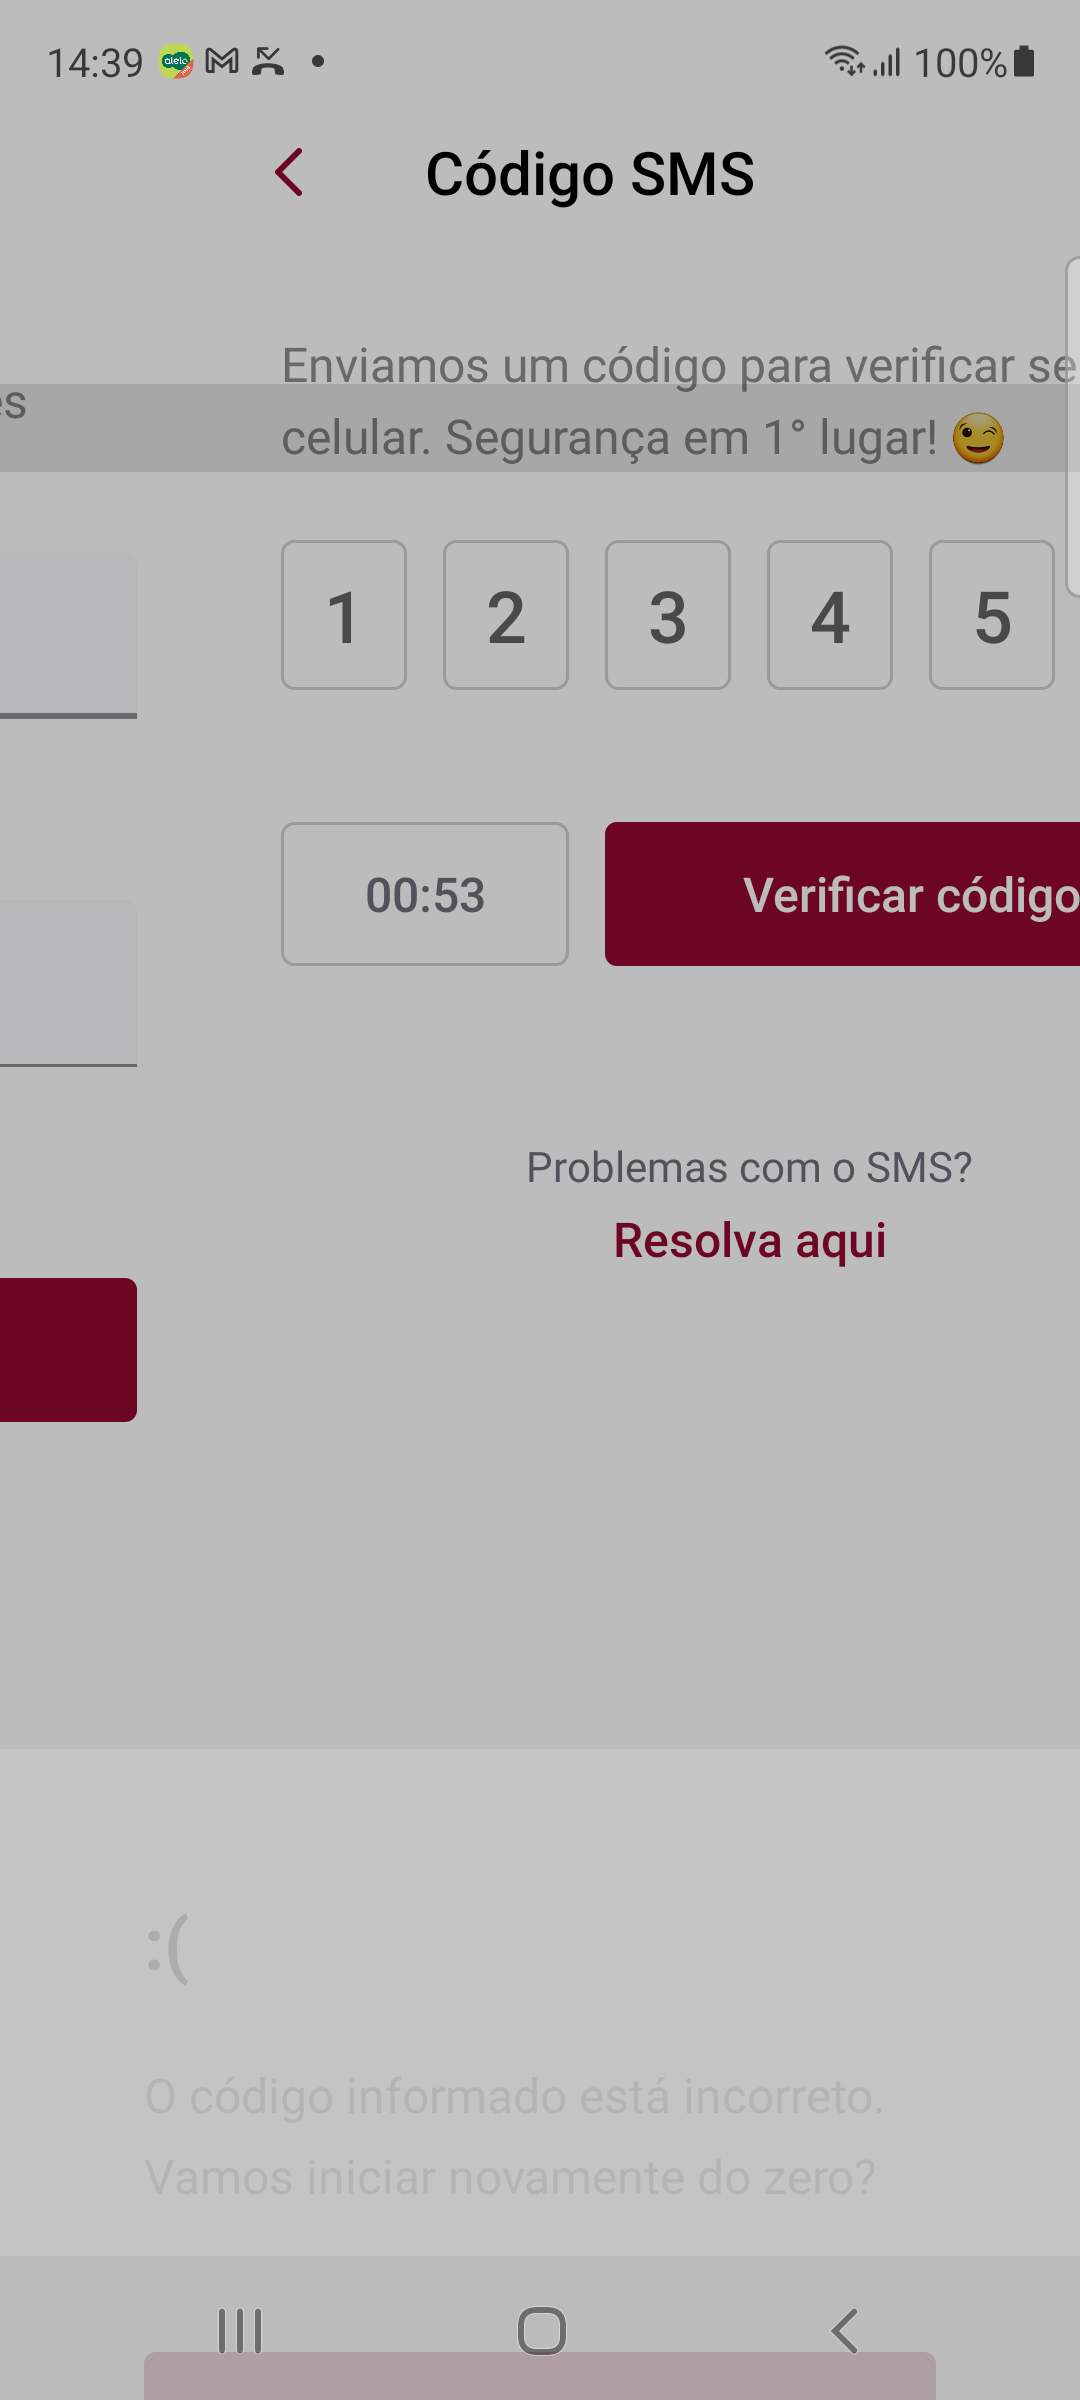 14:39
alelo
100%
Código SMS
Enviamos um código para verificar se
es
celular. Segurança em 1° lugar! 😉
1 2 3 4 5
00:53
Verificar código
Problemas com o SMS?
Resolva aqui
:(
O código informado está incorreto.
Vamos iniciar novamente do zero?